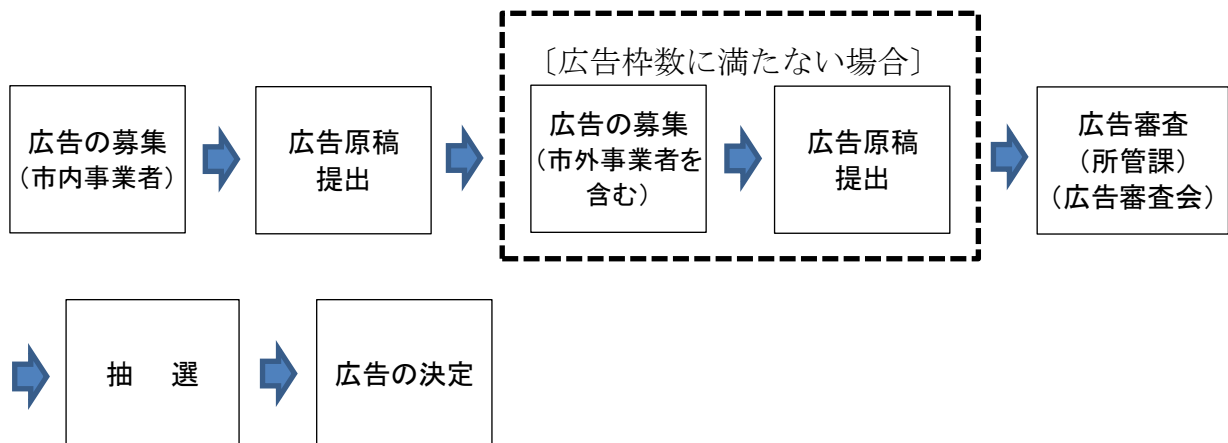 広告の募集
（市内事業者）
広告原稿
提出
〔広告枠数に満たない場合〕
広告の募集
（市外事業者を
含む）
広告原稿
提出
広告審査
（所管課）
（広告審査会）
抽　選
広告の決定